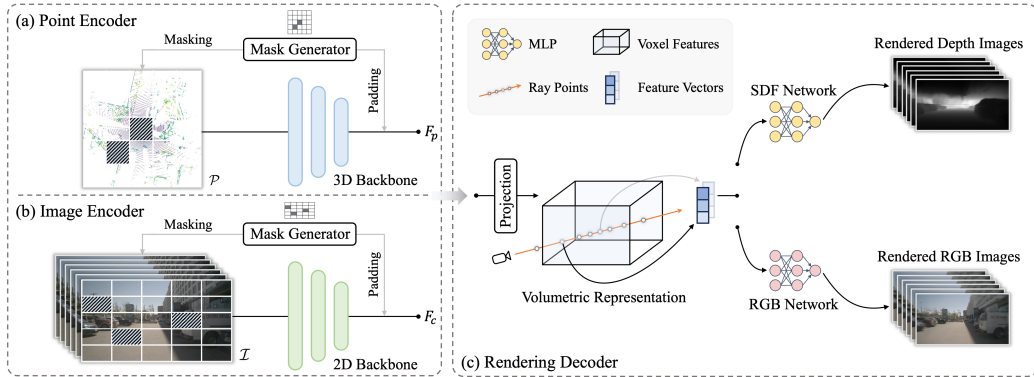 (a) Point Encoder
Masking
Mask Generator
Padding
F_p
3D Backbone
𝒫
(b) Image Encoder
Masking
Mask Generator
Padding
F_c
2D Backbone
ℐ
MLP
Voxel Features
Ray Points
Feature Vectors
Projection
Volumetric Representation
SDF Network
Rendered Depth Images
RGB Network
Rendered RGB Images
(c) Rendering Decoder